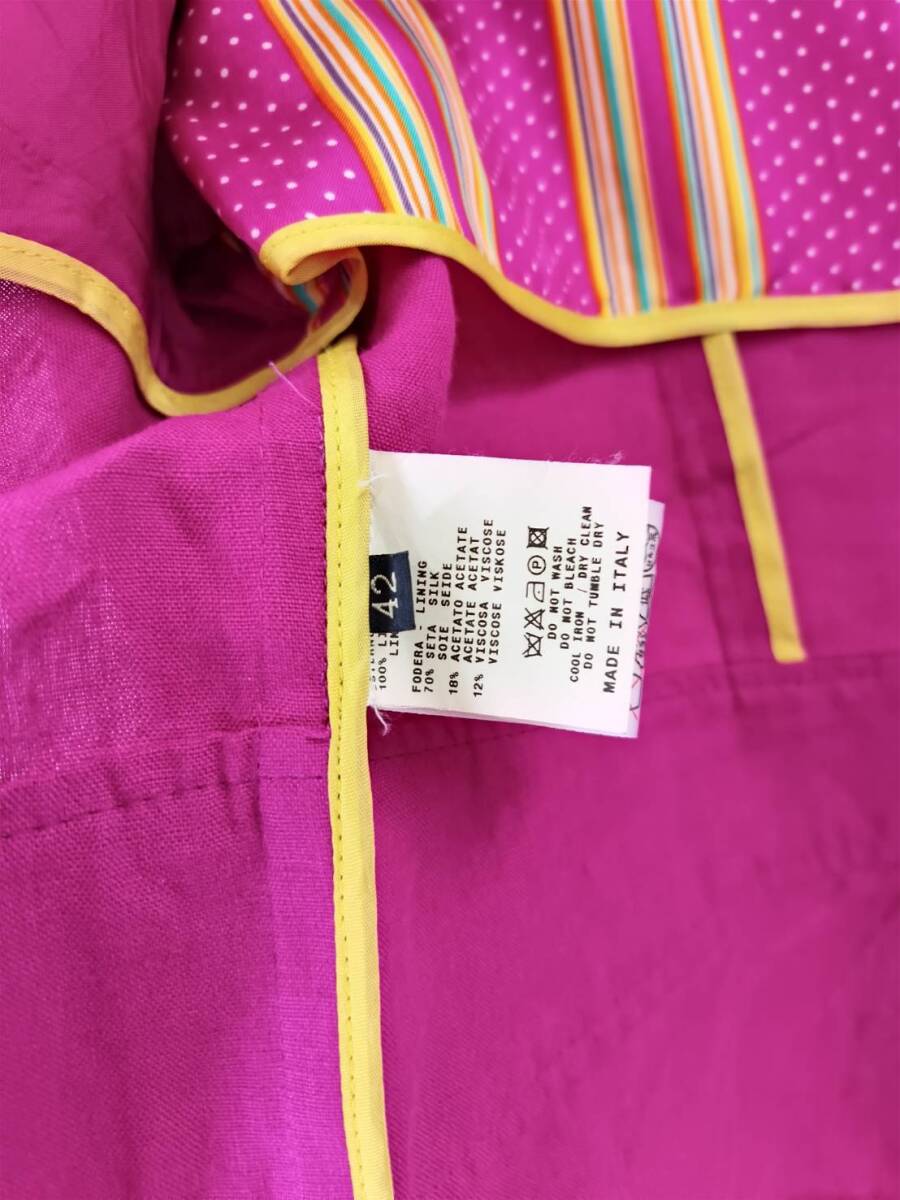 42
100%
FODERA - LINING
70% SETA SILK
SOIE SEIDE
18% ACETATO ACETATE
ACETATE ACETAT
12% VISCOSA VISCOSE
VISCOSE VISKOSE
DO NOT WASH
DO NOT BLEACH
COOL IRON / DRY CLEAN
DO NOT TUMBLE DRY
MADE IN ITALY